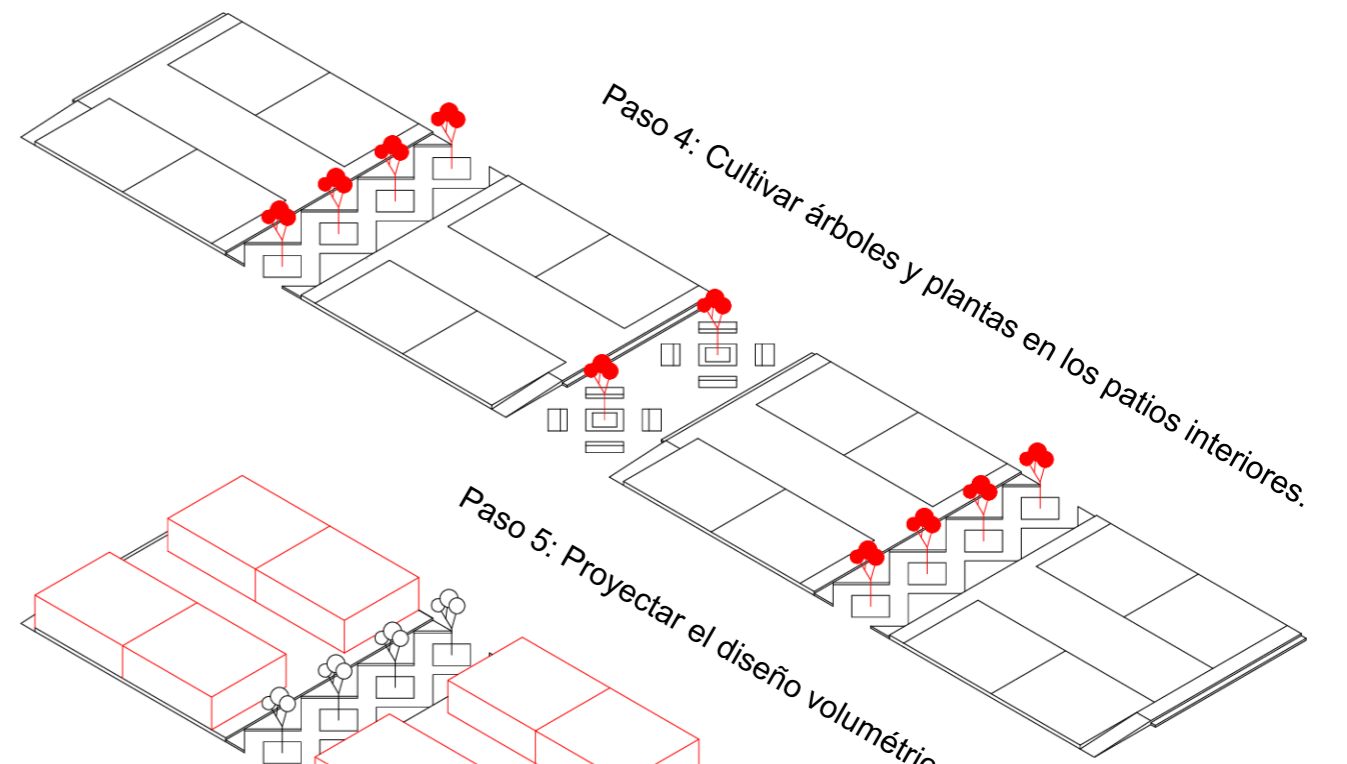 Paso 4: Cultivar árboles y plantas en los patios interiores.
Paso 5: Proyectar el diseño